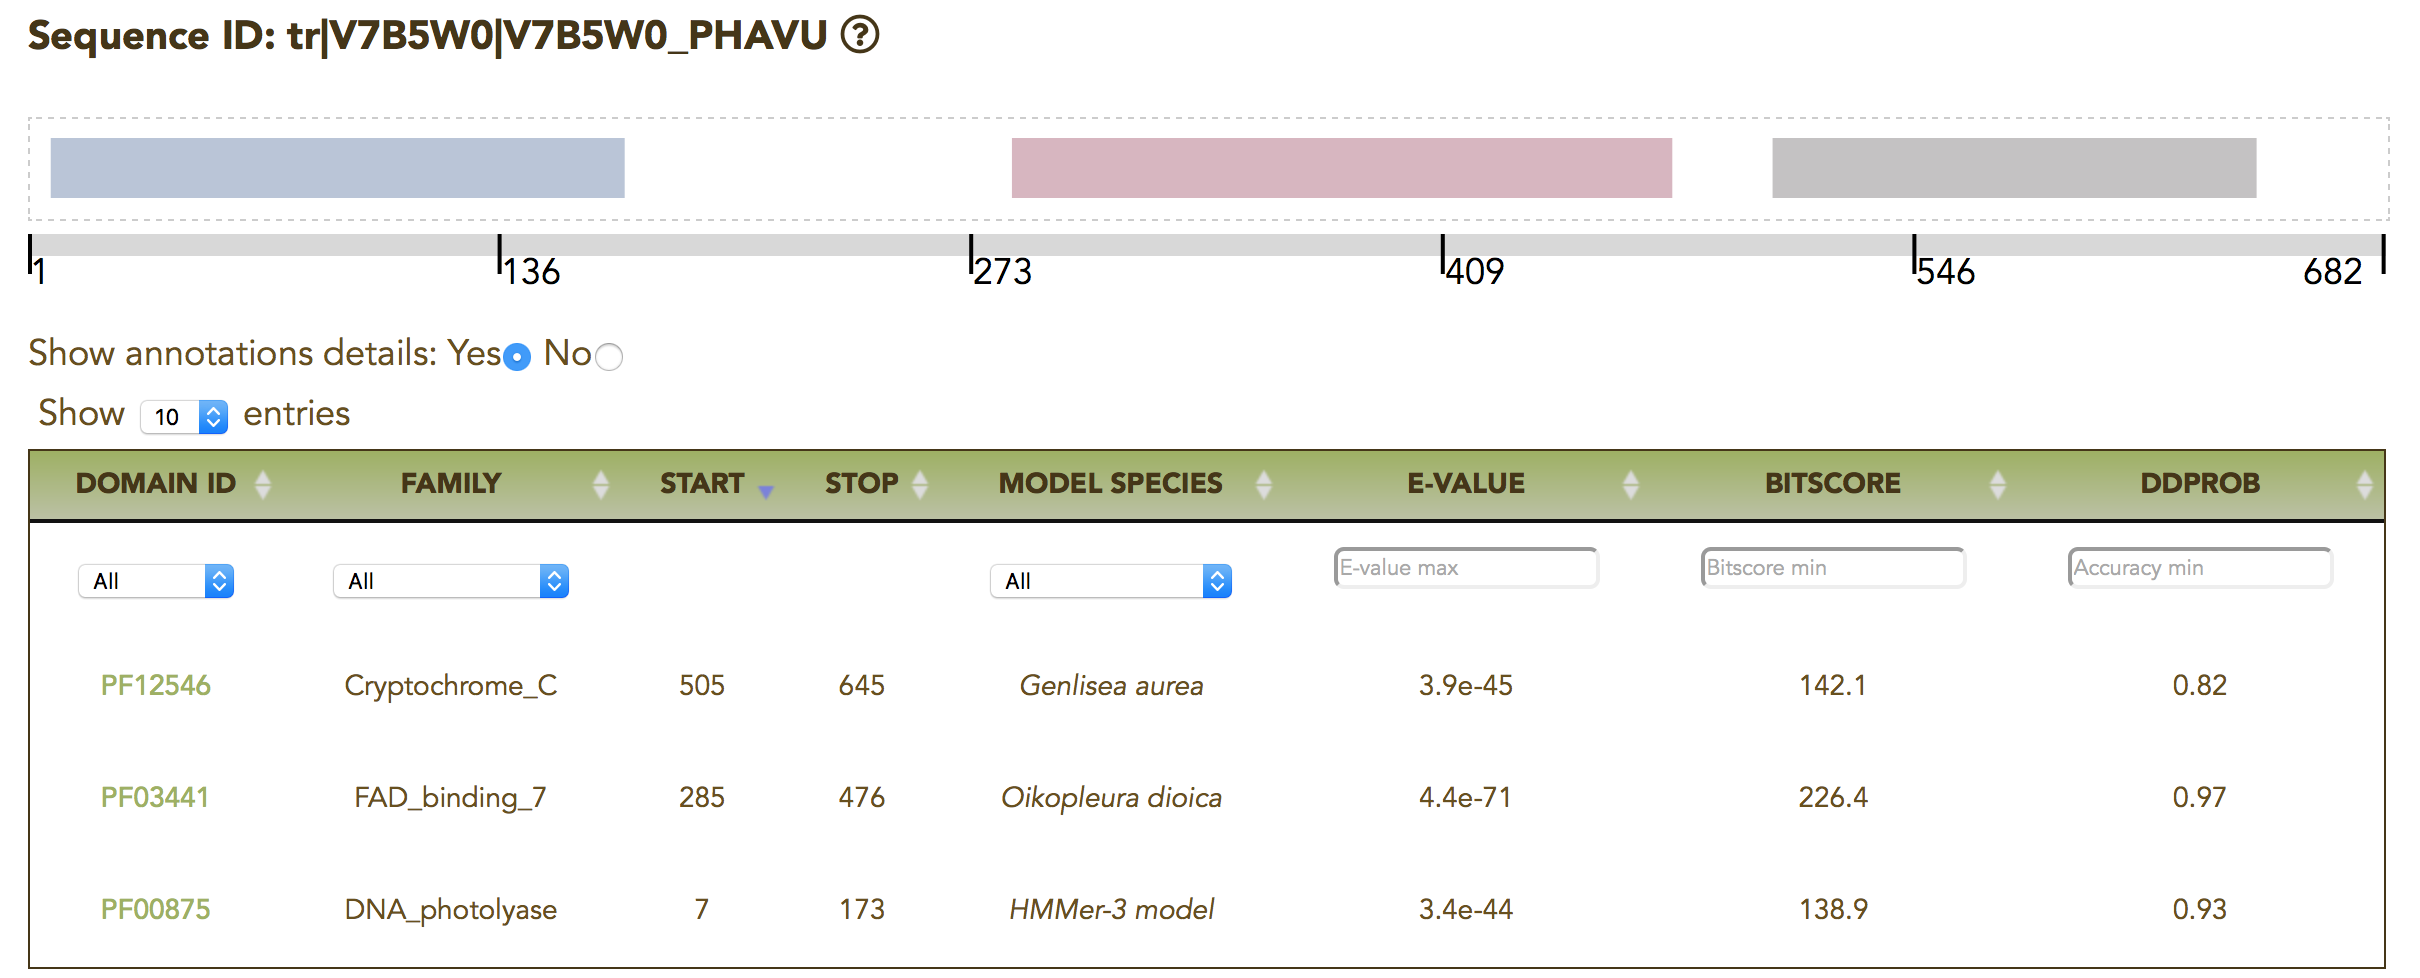 Sequence ID: tr|V7B5W0|V7B5W0_PHAVU ?
1 136 273 409 546 682
Show annotations details: Yes No
Show 10 entries
DOMAIN ID FAMILY START STOP MODEL SPECIES E-VALUE BITSCORE DDPROB
All All All E-value max Bitscore min Accuracy min
PF12546 Cryptochrome_C 505 645 Genlisea aurea 3.9e-45 142.1 0.82
PF03441 FAD_binding_7 285 476 Oikopleura dioica 4.4e-71 226.4 0.97
PF00875 DNA_photolyase 7 173 HMMer-3 model 3.4e-44 138.9 0.93